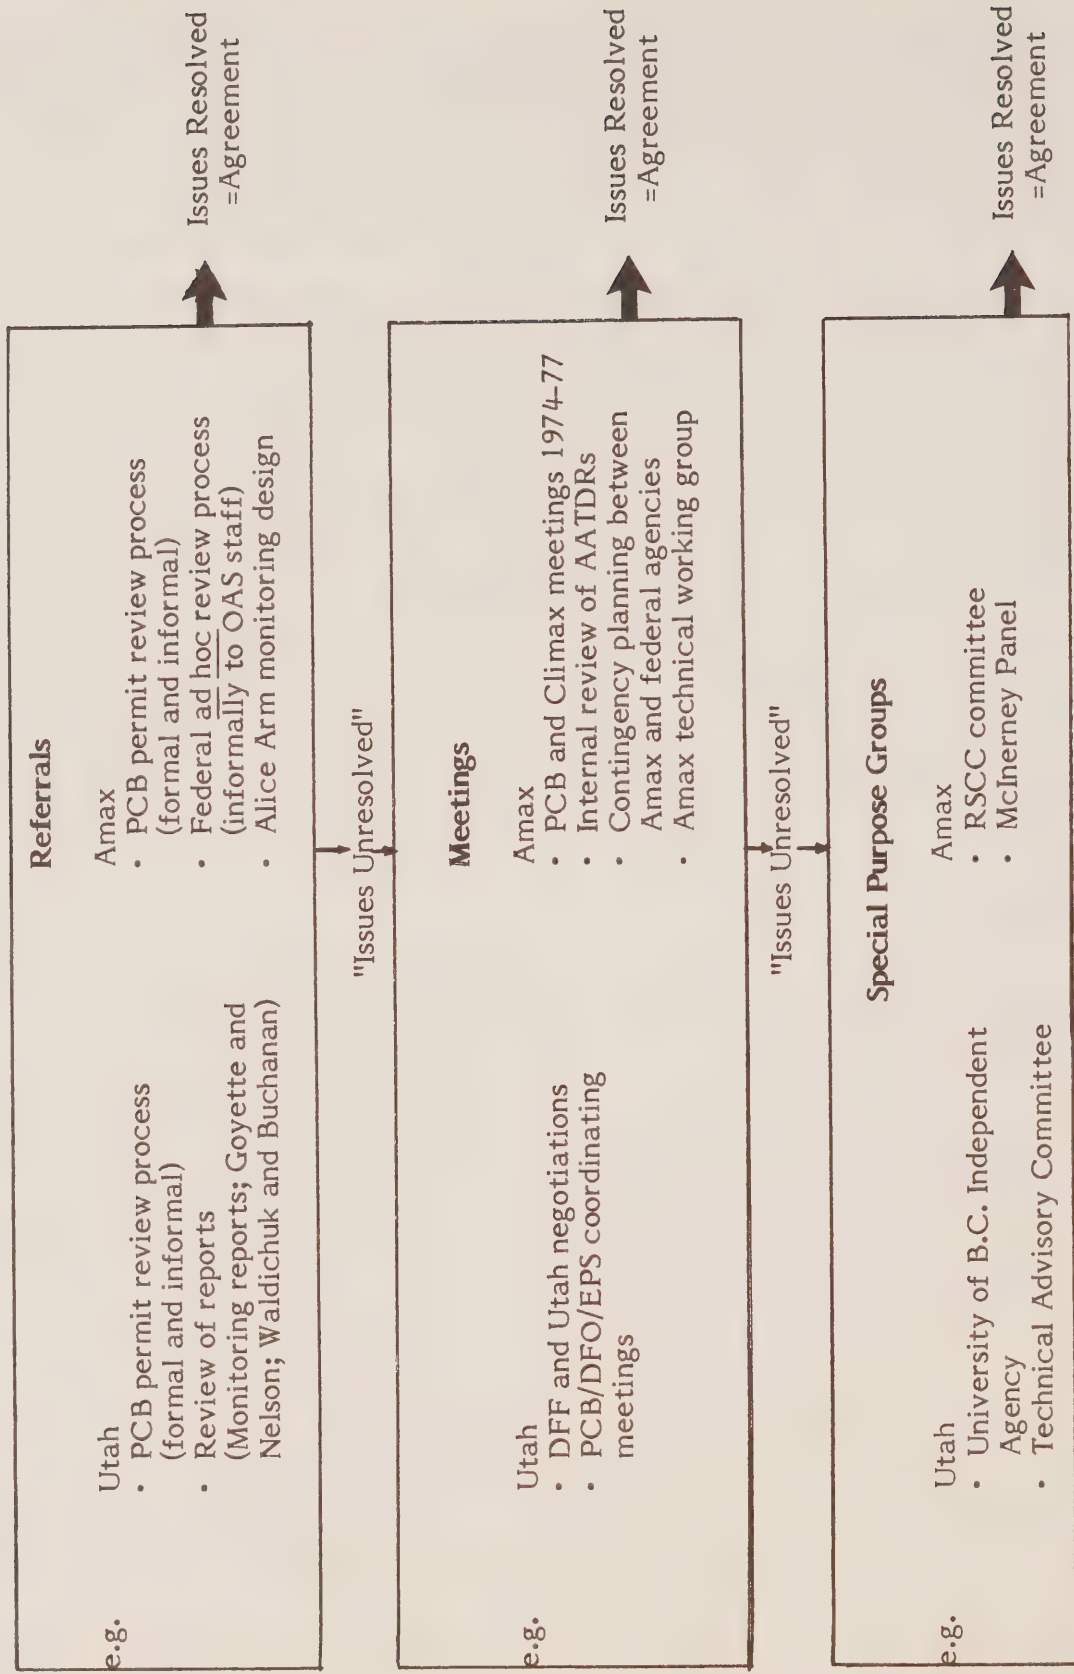 Referrals
e.g.
Utah
• PCB permit review process
(formal and informal)
• Review of reports
(Monitoring reports; Goyette and
Nelson; Waldichuk and Buchanan)
Amax
• PCB permit review process
(formal and informal)
• Federal ad hoc review process
(informally to OAS staff)
• Alice Arm monitoring design
Issues Resolved
=Agreement
"Issues Unresolved"
Meetings
e.g.
Utah
• DFF and Utah negotiations
• PCB/DFO/EPS coordinating
meetings
Amax
• PCB and Climax meetings 1974-77
• Internal review of AATDRs
• Contingency planning between
Amax and federal agencies
• Amax technical working group
Issues Resolved
=Agreement
"Issues Unresolved"
Special Purpose Groups
e.g.
Utah
• University of B.C. Independent
Agency
• Technical Advisory Committee
Amax
• RSCC committee
• McInerney Panel
Issues Resolved
=Agreement